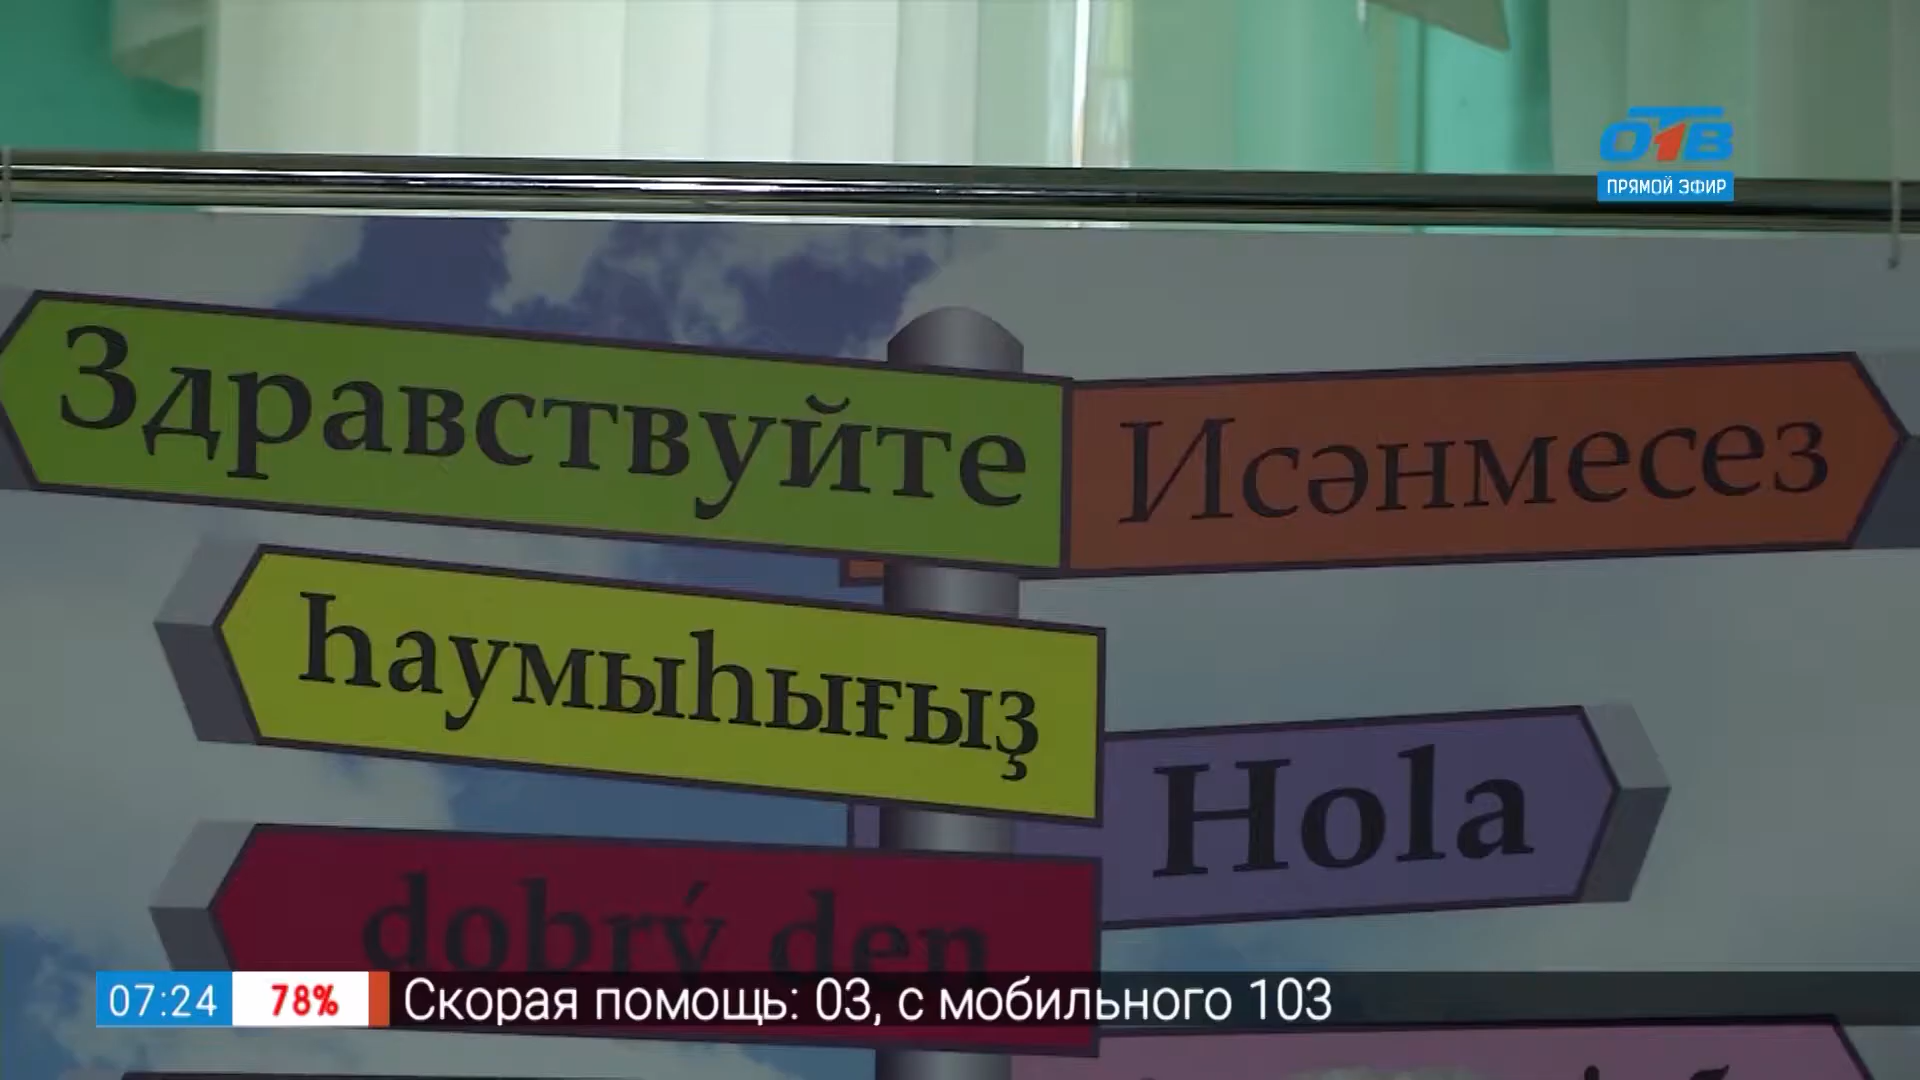 ОТВ
ПРЯМОЙ ЭФИР
Здравствуйте
Исәнмесез
Һаумыһығыҙ
Hola
dobrý den
07:24 78% Скорая помощь: 03, с мобильного 103